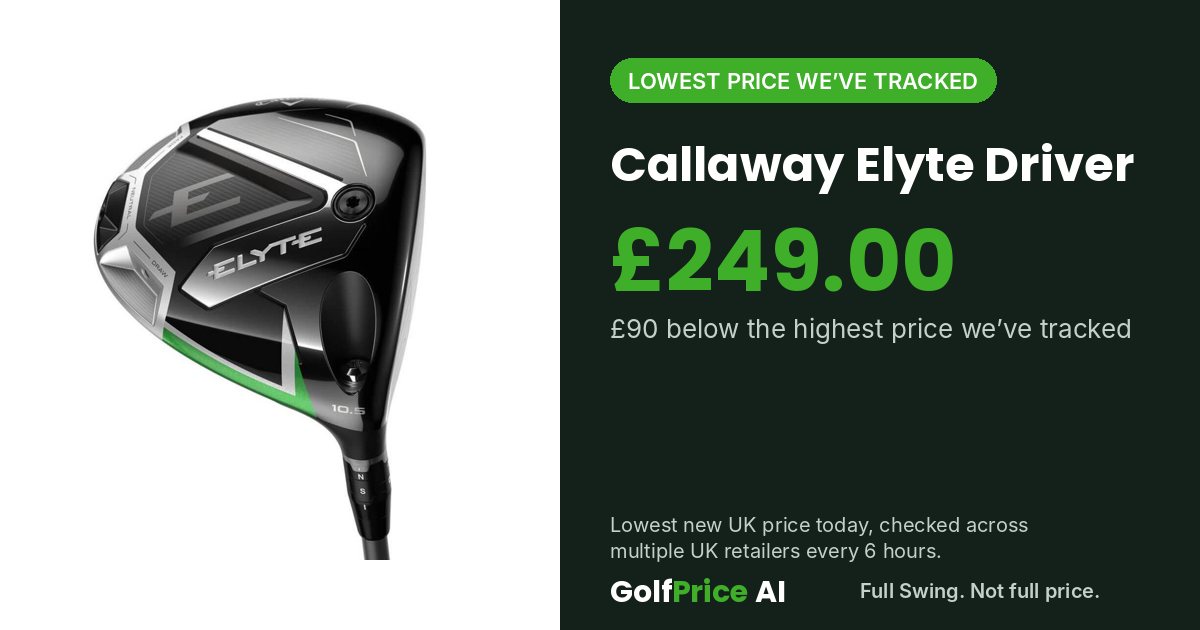 E
ELYTE
NEUTRAL
DRAW
10.5
N
S
LOWEST PRICE WE’VE TRACKED
Callaway Elyte Driver
£249.00
£90 below the highest price we’ve tracked
Lowest new UK price today, checked across
multiple UK retailers every 6 hours.
GolfPrice AI
Full Swing. Not full price.